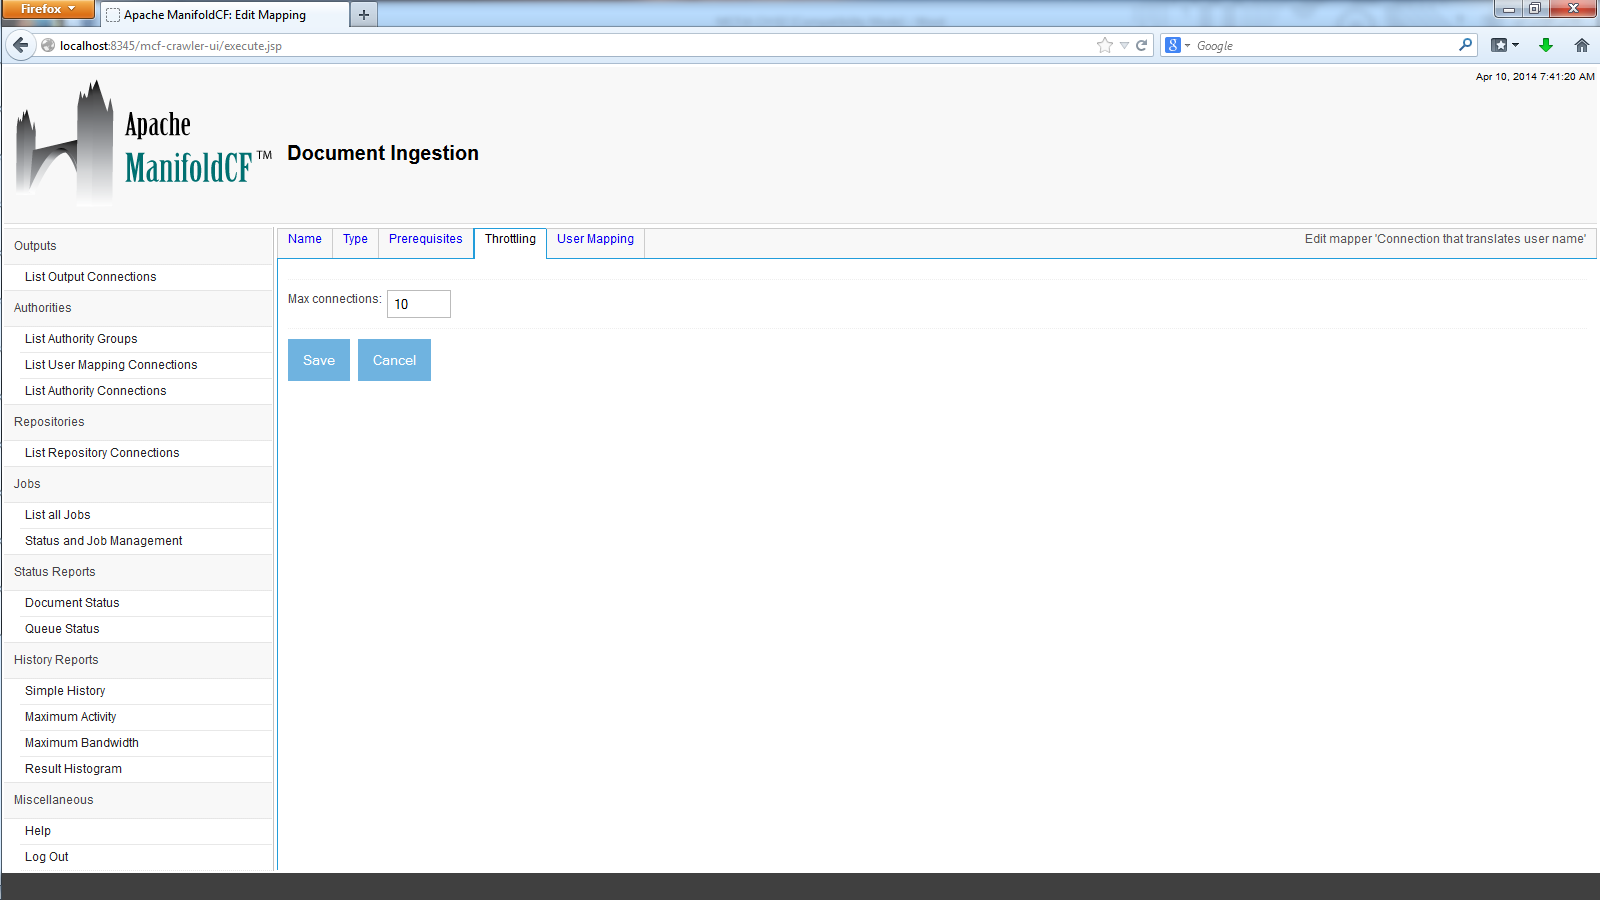 Firefox
Apache ManifoldCF: Edit Mapping
localhost:8345/mcf-crawler-ui/execute.jsp
Google
Apr 10, 2014 7:41:20 AM
Apache
ManifoldCF™
Document Ingestion
Outputs
List Output Connections
Authorities
List Authority Groups
List User Mapping Connections
List Authority Connections
Repositories
List Repository Connections
Jobs
List all Jobs
Status and Job Management
Status Reports
Document Status
Queue Status
History Reports
Simple History
Maximum Activity
Maximum Bandwidth
Result Histogram
Miscellaneous
Help
Log Out
Name Type Prerequisites Throttling User Mapping
Edit mapper 'Connection that translates user name'
Max connections: 10
Save Cancel